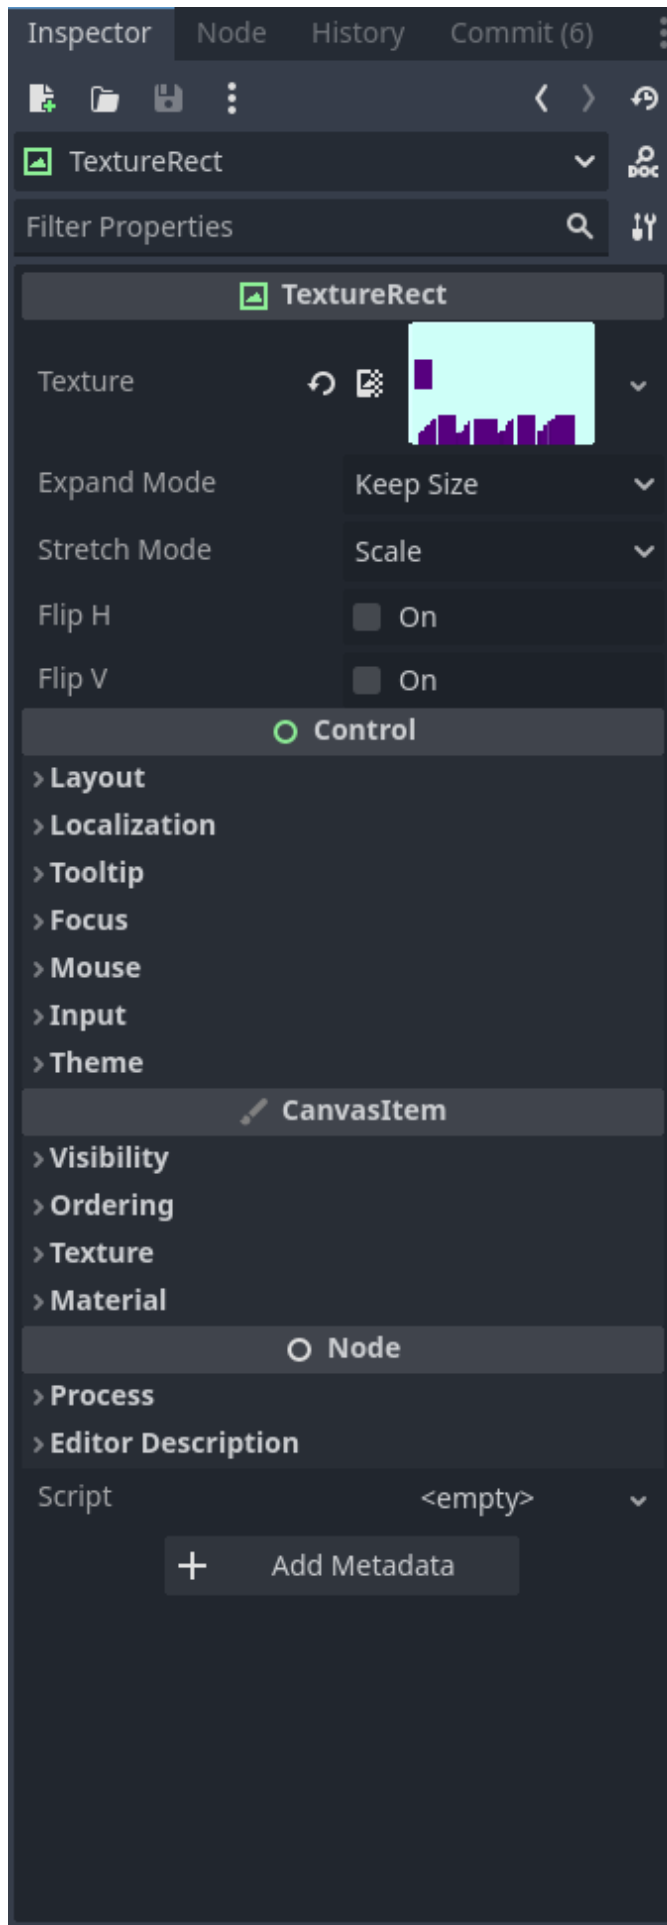 Inspector Node History Commit (6)
TextureRect
DOC
Filter Properties
TextureRect
Texture
Expand Mode Keep Size
Stretch Mode Scale
Flip H On
Flip V On
Control
Layout
Localization
Tooltip
Focus
Mouse
Input
Theme
CanvasItem
Visibility
Ordering
Texture
Material
Node
Process
Editor Description
Script <empty>
Add Metadata